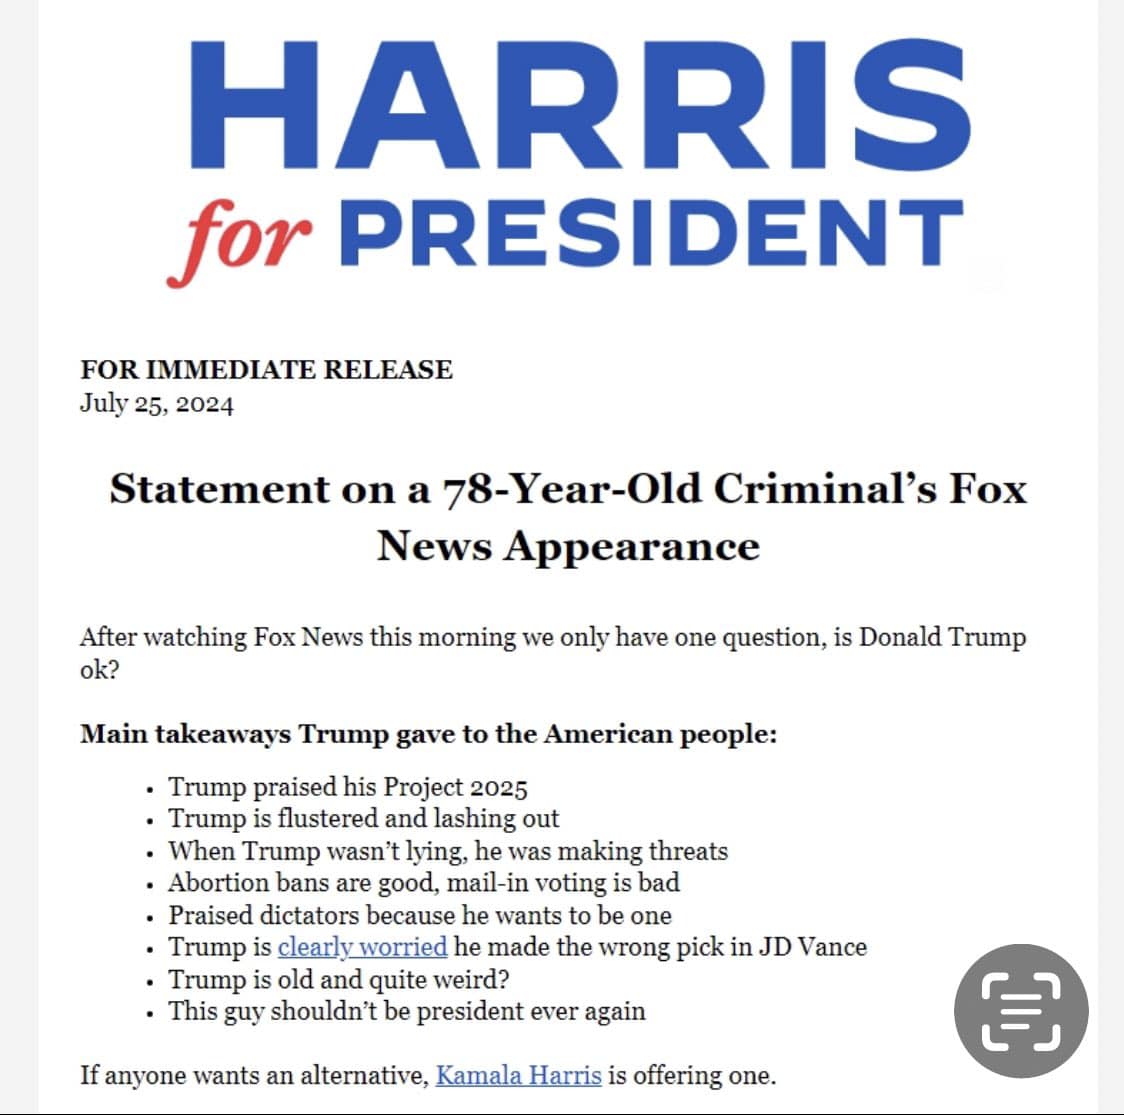 HARRIS
for PRESIDENT
FOR IMMEDIATE RELEASE
July 25, 2024
Statement on a 78-Year-Old Criminal’s Fox
News Appearance
After watching Fox News this morning we only have one question, is Donald Trump
ok?
Main takeaways Trump gave to the American people:
• Trump praised his Project 2025
• Trump is flustered and lashing out
• When Trump wasn’t lying, he was making threats
• Abortion bans are good, mail-in voting is bad
• Praised dictators because he wants to be one
• Trump is clearly worried he made the wrong pick in JD Vance
• Trump is old and quite weird?
• This guy shouldn’t be president ever again
If anyone wants an alternative, Kamala Harris is offering one.